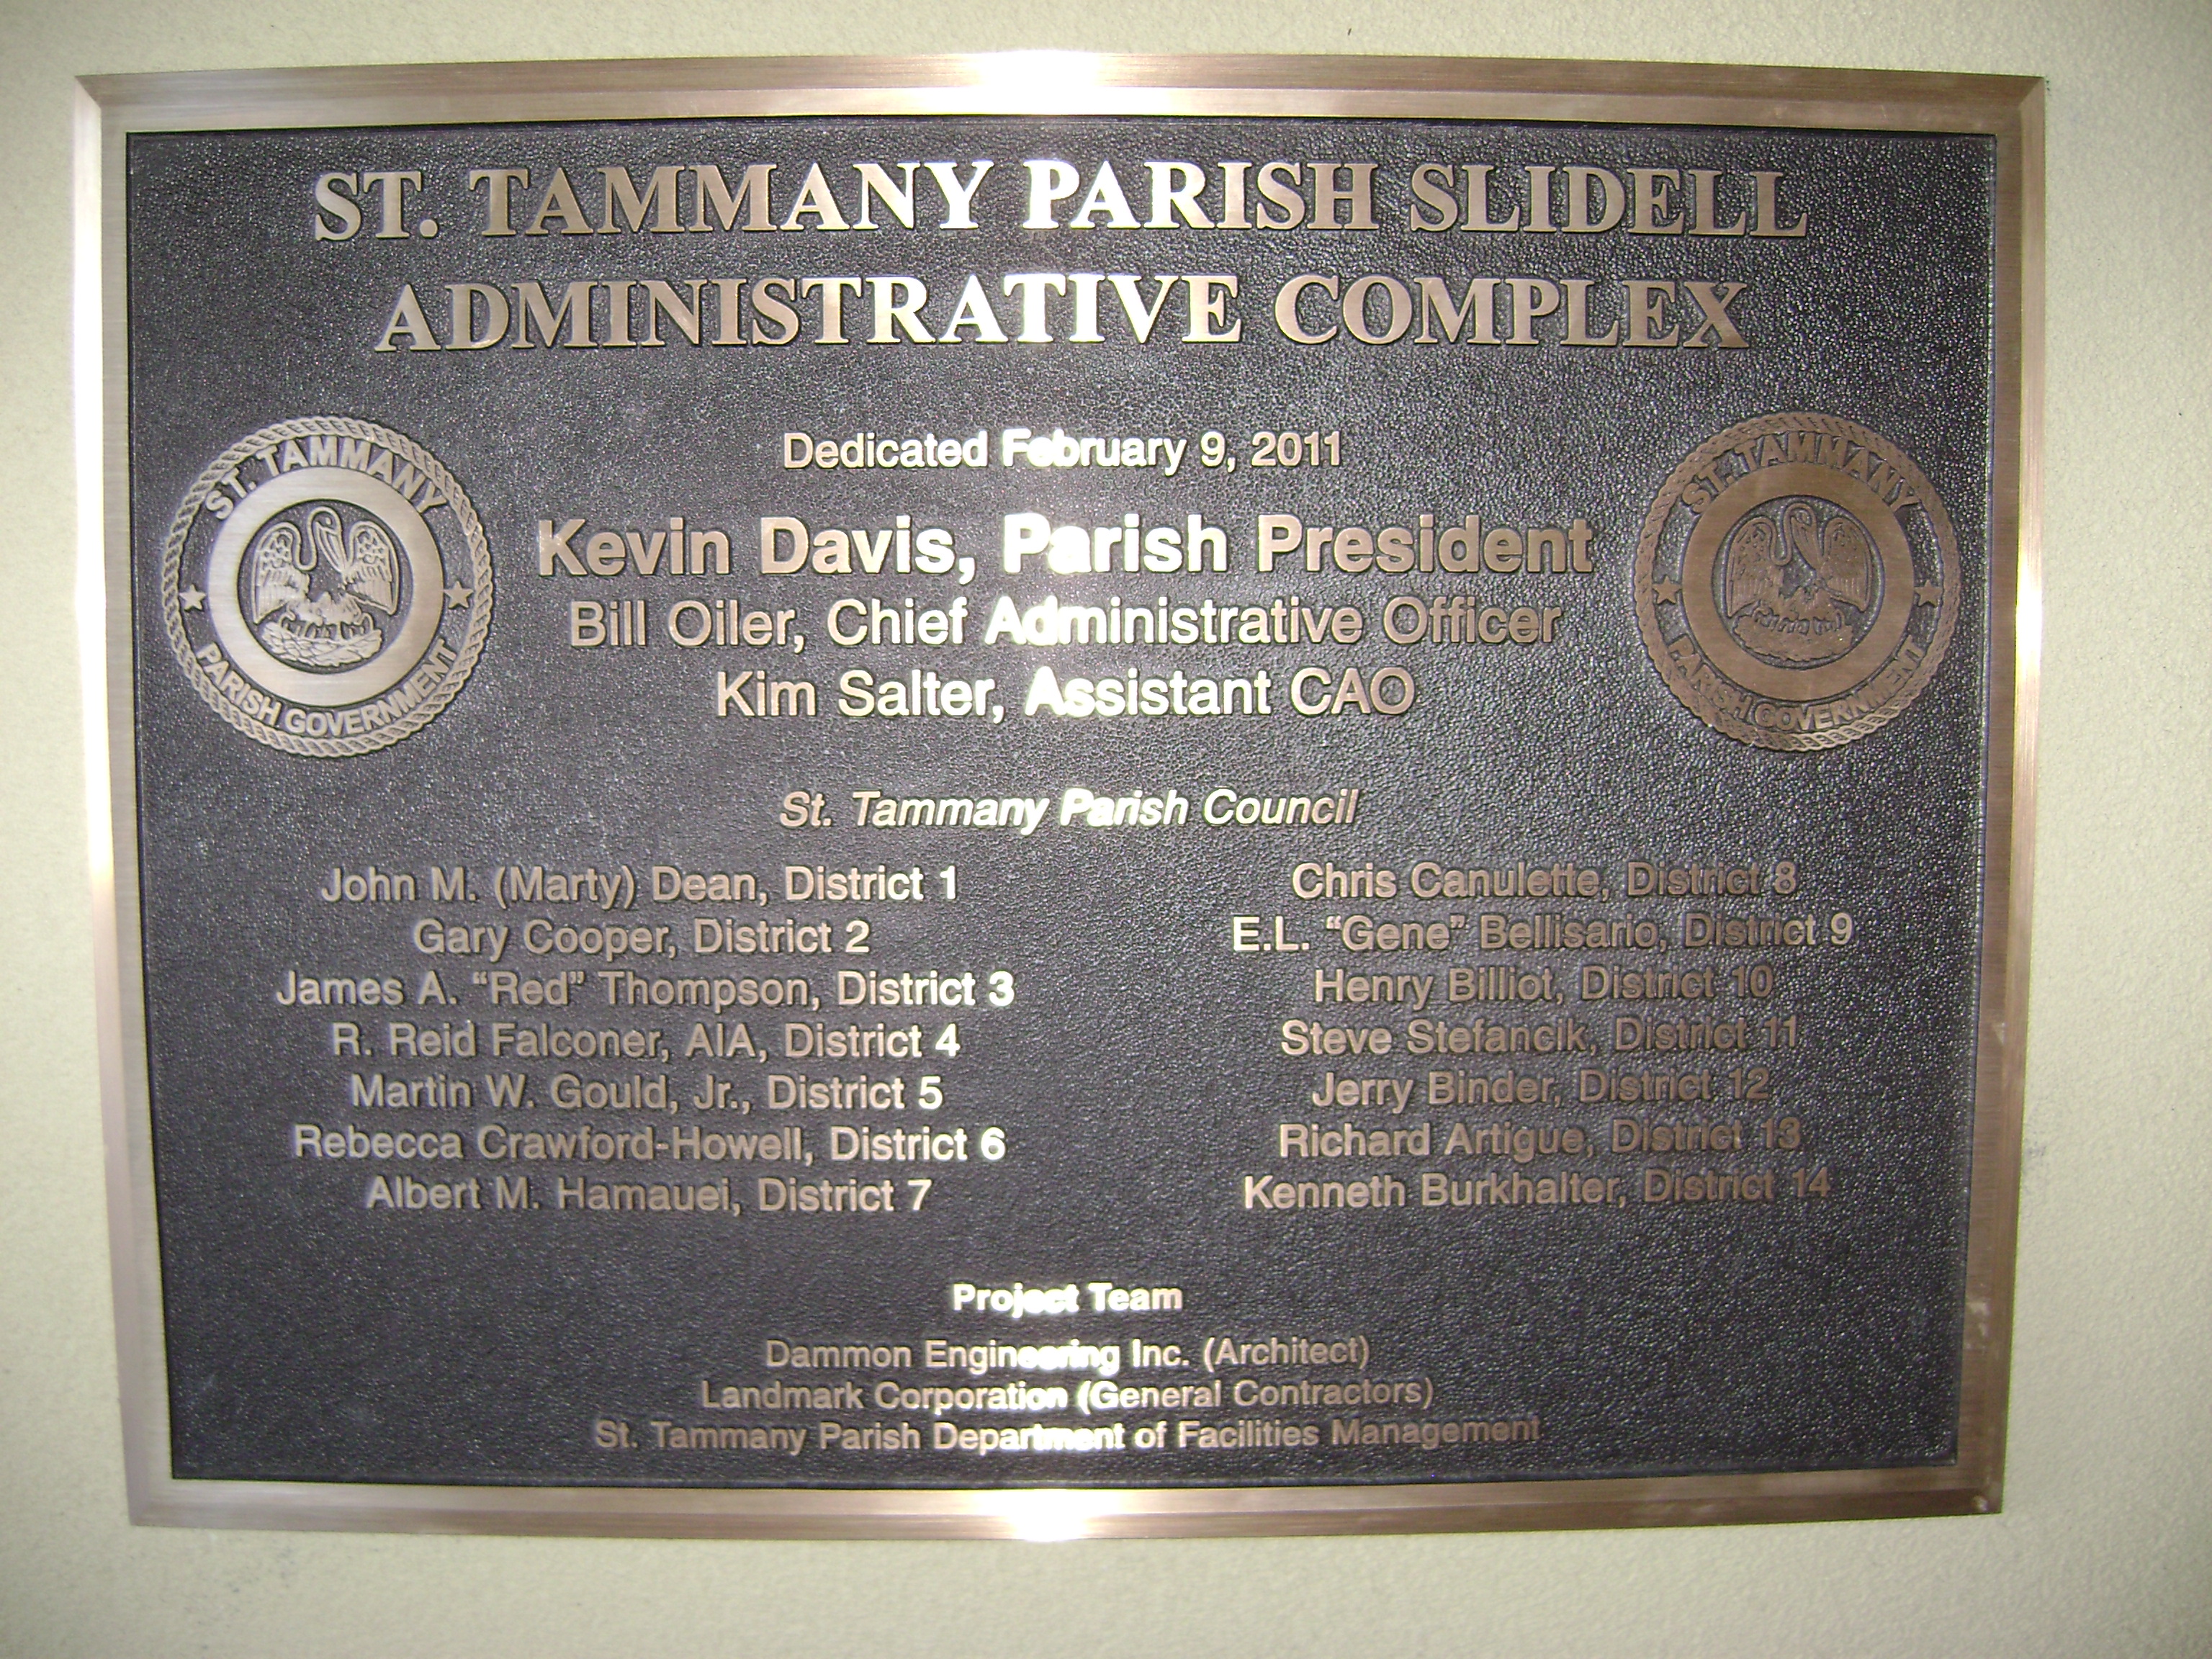 ST. TAMMANY PARISH SLIDELL
ADMINISTRATIVE COMPLEX
Dedicated February 9, 2011
ST. TAMMANY
PARISH GOVERNMENT
Kevin Davis, Parish President
Bill Oiler, Chief Administrative Officer
Kim Salter, Assistant CAO
ST. TAMMANY
PARISH GOVERNMENT
St. Tammany Parish Council
John M. (Marty) Dean, District 1
Gary Cooper, District 2
James A. “Red” Thompson, District 3
R. Reid Falconer, AIA, District 4
Martin W. Gould, Jr., District 5
Rebecca Crawford-Howell, District 6
Albert M. Hamauei, District 7
Chris Canulette, District 8
E.L. “Gene” Bellisario, District 9
Henry Billiot, District 10
Steve Stefancik, District 11
Jerry Binder, District 12
Richard Artigue, District 13
Kenneth Burkhalter, District 14
Project Team
Dammon Engineering Inc. (Architect)
Landmark Corporation (General Contractors)
St. Tammany Parish Department of Facilities Management